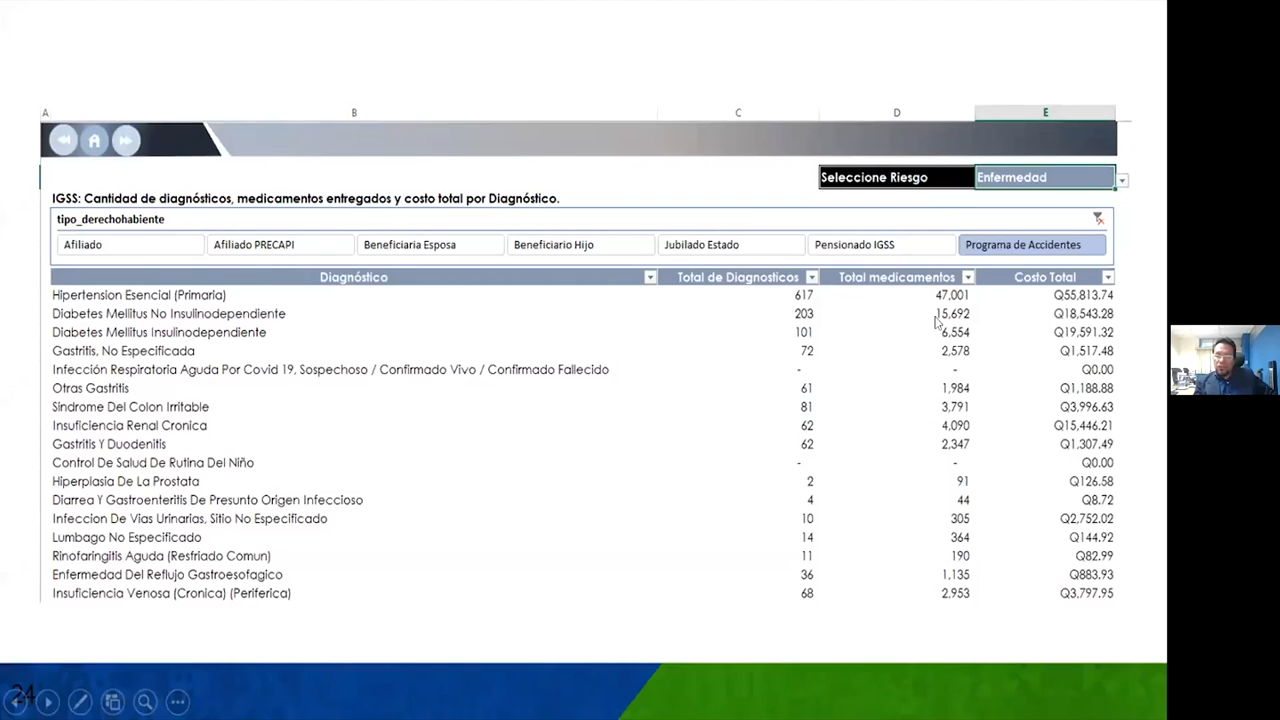 A B C D E
Seleccione Riesgo Enfermedad
IGSS: Cantidad de diagnósticos, medicamentos entregados y costo total por Diagnóstico.
tipo_derechohabiente
Afiliado Afiliado PRECAPI Beneficiaria Esposa Beneficiario Hijo Jubilado Estado Pensionado IGSS Programa de Accidentes
Diagnóstico Total de Diagnosticos Total medicamentos Costo Total
Hipertension Esencial (Primaria) 617 47,001 Q55,813.74
Diabetes Mellitus No Insulinodependiente 203 15,692 Q18,543.28
Diabetes Mellitus Insulinodependiente 101 6,554 Q19,591.32
Gastritis, No Especificada 72 2,578 Q1,517.48
Infección Respiratoria Aguda Por Covid 19, Sospechoso / Confirmado Vivo / Confirmado Fallecido - - Q0.00
Otras Gastritis 61 1,984 Q1,188.88
Sindrome Del Colon Irritable 81 3,791 Q3,996.63
Insuficiencia Renal Cronica 62 4,090 Q15,446.21
Gastritis Y Duodenitis 62 2,347 Q1,307.49
Control De Salud De Rutina Del Niño - - Q0.00
Hiperplasia De La Prostata 2 91 Q126.58
Diarrea Y Gastroenteritis De Presunto Origen Infeccioso 4 44 Q8.72
Infeccion De Vias Urinarias, Sitio No Especificado 10 305 Q2,752.02
Lumbago No Especificado 14 364 Q144.92
Rinofaringitis Aguda (Resfriado Comun) 11 190 Q82.99
Enfermedad Del Reflujo Gastroesofagico 36 1,135 Q883.93
Insuficiencia Venosa (Cronica) (Periferica) 68 2,953 Q3,797.95
24